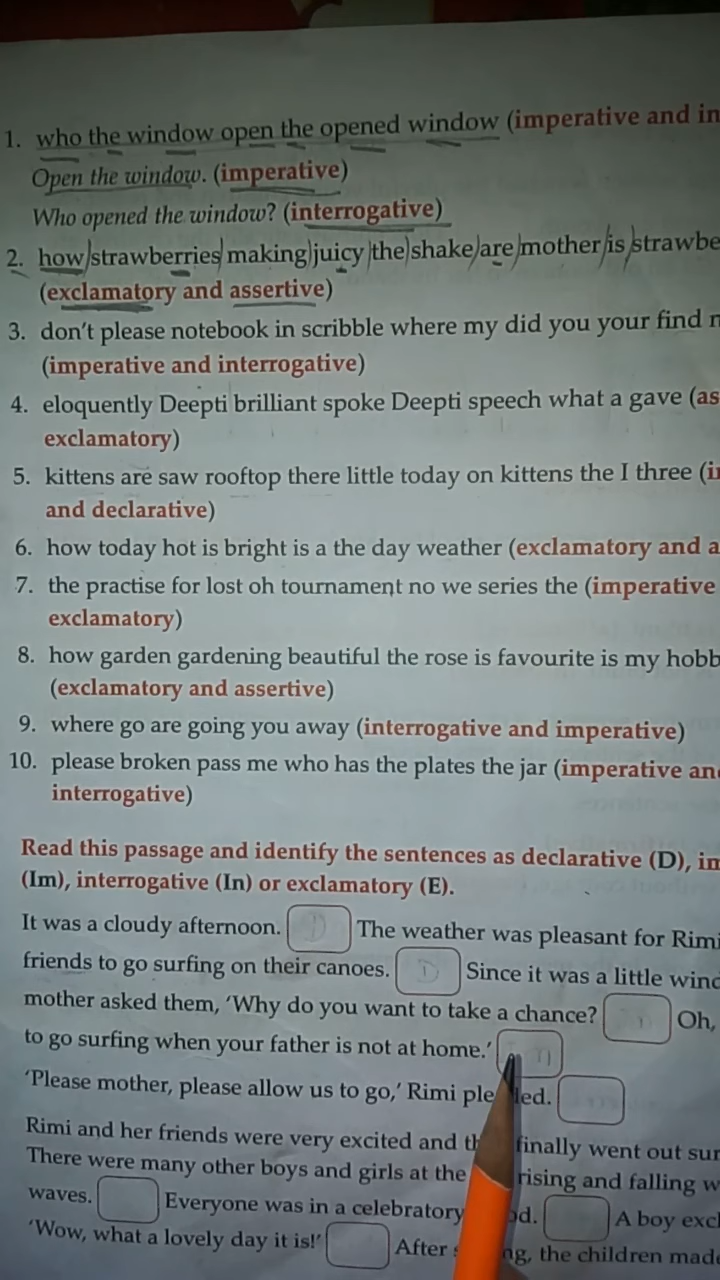 1. who the window open the opened window (imperative and in
Open the window. (imperative)
Who opened the window? (interrogative)
2. how strawberries making juicy the shake are mother is strawbe
(exclamatory and assertive)
3. don't please notebook in scribble where my did you your find
(imperative and interrogative)
4. eloquently Deepti brilliant spoke Deepti speech what a gave (as
exclamatory)
5. kittens are saw rooftop there little today on kittens the I three (i
and declarative)
6. how today hot is bright is a the day weather (exclamatory and a
7. the practise for lost oh tournament no we series the (imperative
exclamatory)
8. how garden gardening beautiful the rose is favourite is my hobb
(exclamatory and assertive)
9. where go are going you away (interrogative and imperative)
10. please broken pass me who has the plates the jar (imperative an
interrogative)
Read this passage and identify the sentences as declarative (D), im
(Im), interrogative (In) or exclamatory (E).
It was a cloudy afternoon. D The weather was pleasant for Rimi
friends to go surfing on their canoes. D Since it was a little wind
mother asked them, 'Why do you want to take a chance? Oh,
to go surfing when your father is not at home.'
'Please mother, please allow us to go,' Rimi pleaded.
Rimi and her friends were very excited and finally went out sur
There were many other boys and girls at the rising and falling w
waves. Everyone was in a celebratory A boy excl
'Wow, what a lovely day it is!' After the children made